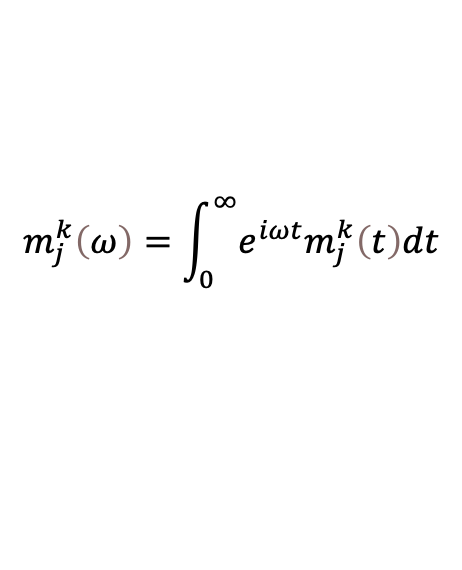 m_j^k(ω) = ∫_0^∞ e^{iωt} m_j^k(t)dt